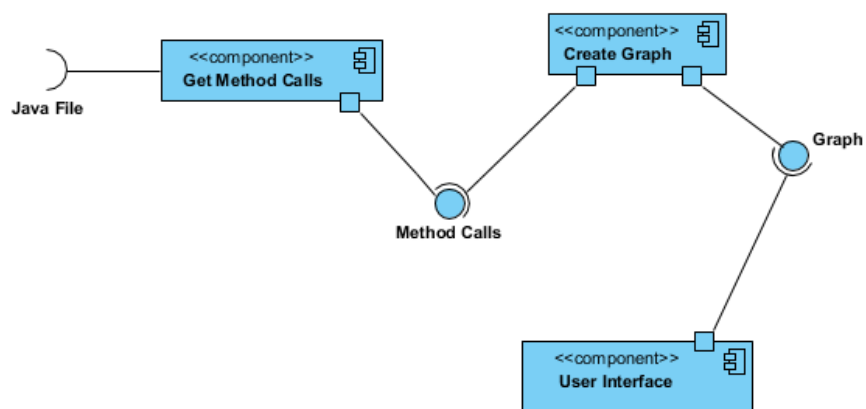 <<component>>
Get Method Calls
Java File
<<component>>
Create Graph
Graph
Method Calls
<<component>>
User Interface